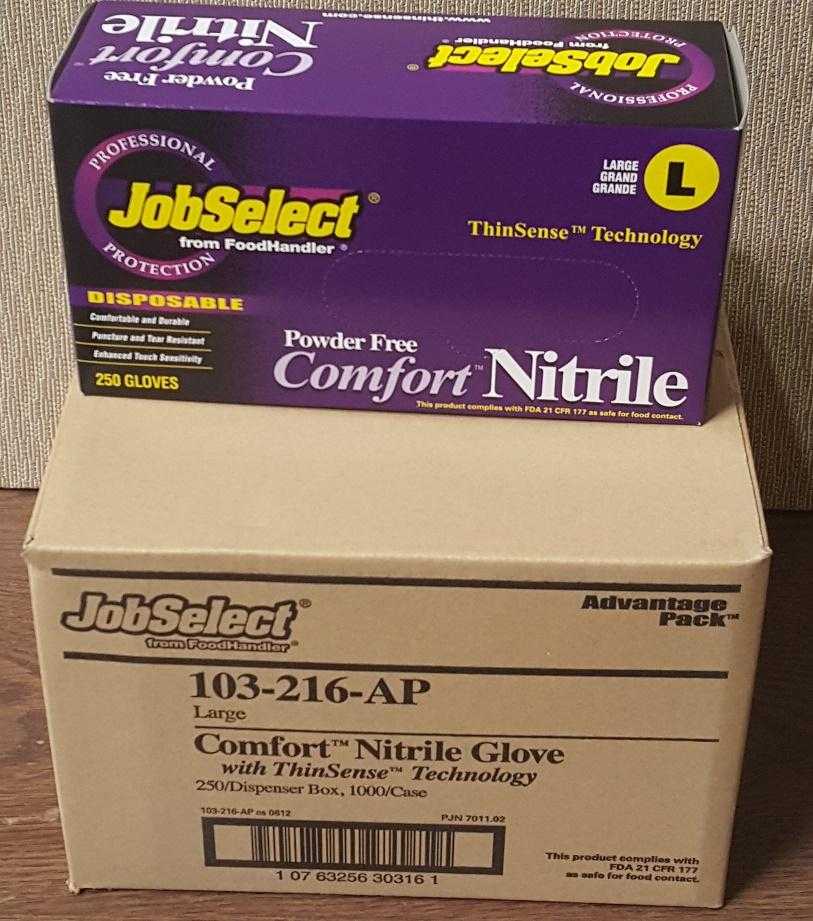 www.thinsense.com
Powder Free
Comfort™
Nitrile
PROFESSIONAL
JobSelect®
from FoodHandler®
PROTECTION
PROFESSIONAL
JobSelect®
from FoodHandler®
PROTECTION
LARGE
GRAND
GRANDE
L
ThinSense™ Technology
DISPOSABLE
Comfortable and Durable
Puncture and Tear Resistant
Enhanced Touch Sensitivity
250 GLOVES
Powder Free
Comfort™ Nitrile
This product complies with FDA 21 CFR 177 as safe for food contact.
JobSelect®
from FoodHandler®
Advantage
Pack™
103-216-AP
Large
Comfort™ Nitrile Glove
with ThinSense™ Technology
250/Dispenser Box, 1000/Case
103-216-AP ns 0612
PJN 7011.02
1 07 63256 30316 1
This product complies with
FDA 21 CFR 177
as safe for food contact.